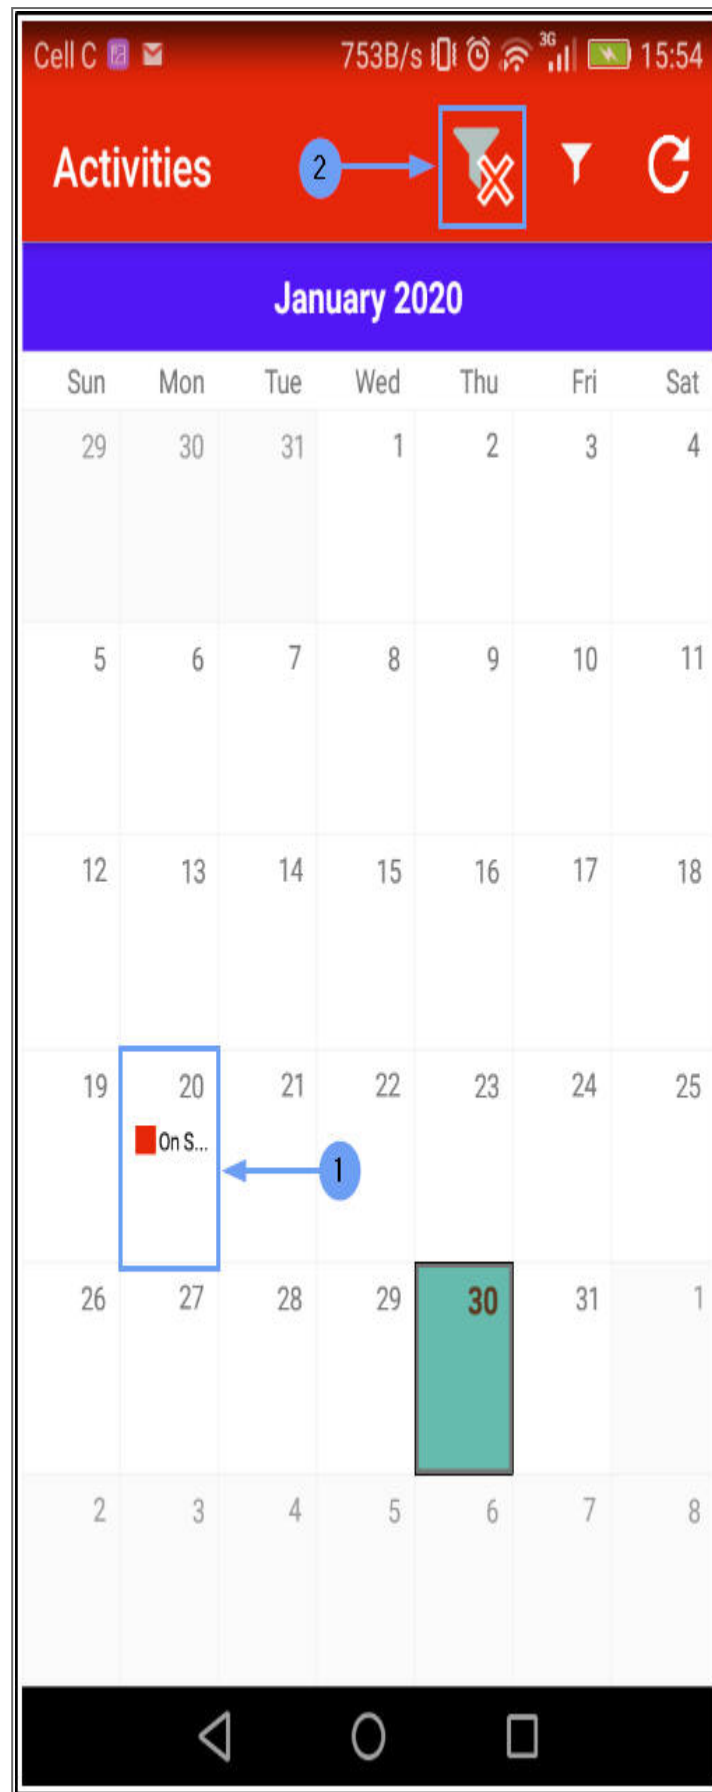 Cell C 753B/s 3G 15:54
Activities 2
January 2020
Sun Mon Tue Wed Thu Fri Sat
29 30 31 1 2 3 4
5 6 7 8 9 10 11
12 13 14 15 16 17 18
19 20 21 22 23 24 25
On S... 1
26 27 28 29 30 31 1
2 3 4 5 6 7 8